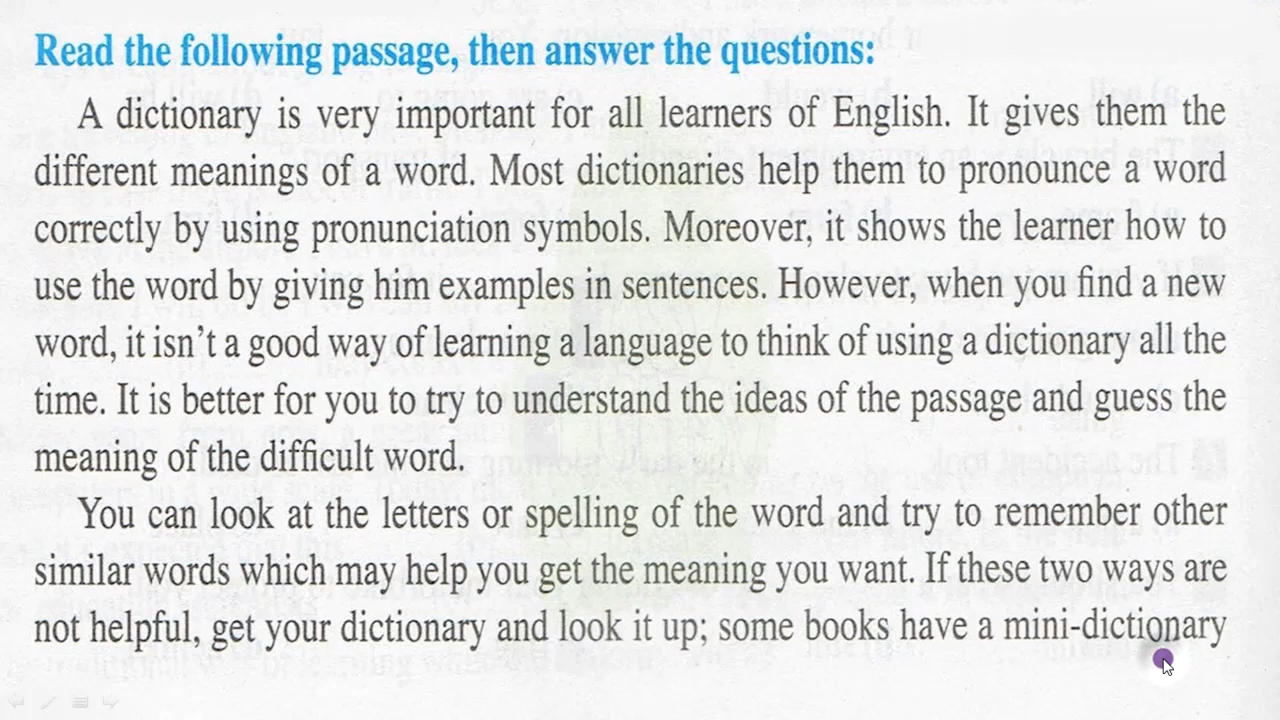 Read the following passage, then answer the questions:
A dictionary is very important for all learners of English. It gives them the
different meanings of a word. Most dictionaries help them to pronounce a word
correctly by using pronunciation symbols. Moreover, it shows the learner how to
use the word by giving him examples in sentences. However, when you find a new
word, it isn’t a good way of learning a language to think of using a dictionary all the
time. It is better for you to try to understand the ideas of the passage and guess the
meaning of the difficult word.
You can look at the letters or spelling of the word and try to remember other
similar words which may help you get the meaning you want. If these two ways are
not helpful, get your dictionary and look it up; some books have a mini-dictionary